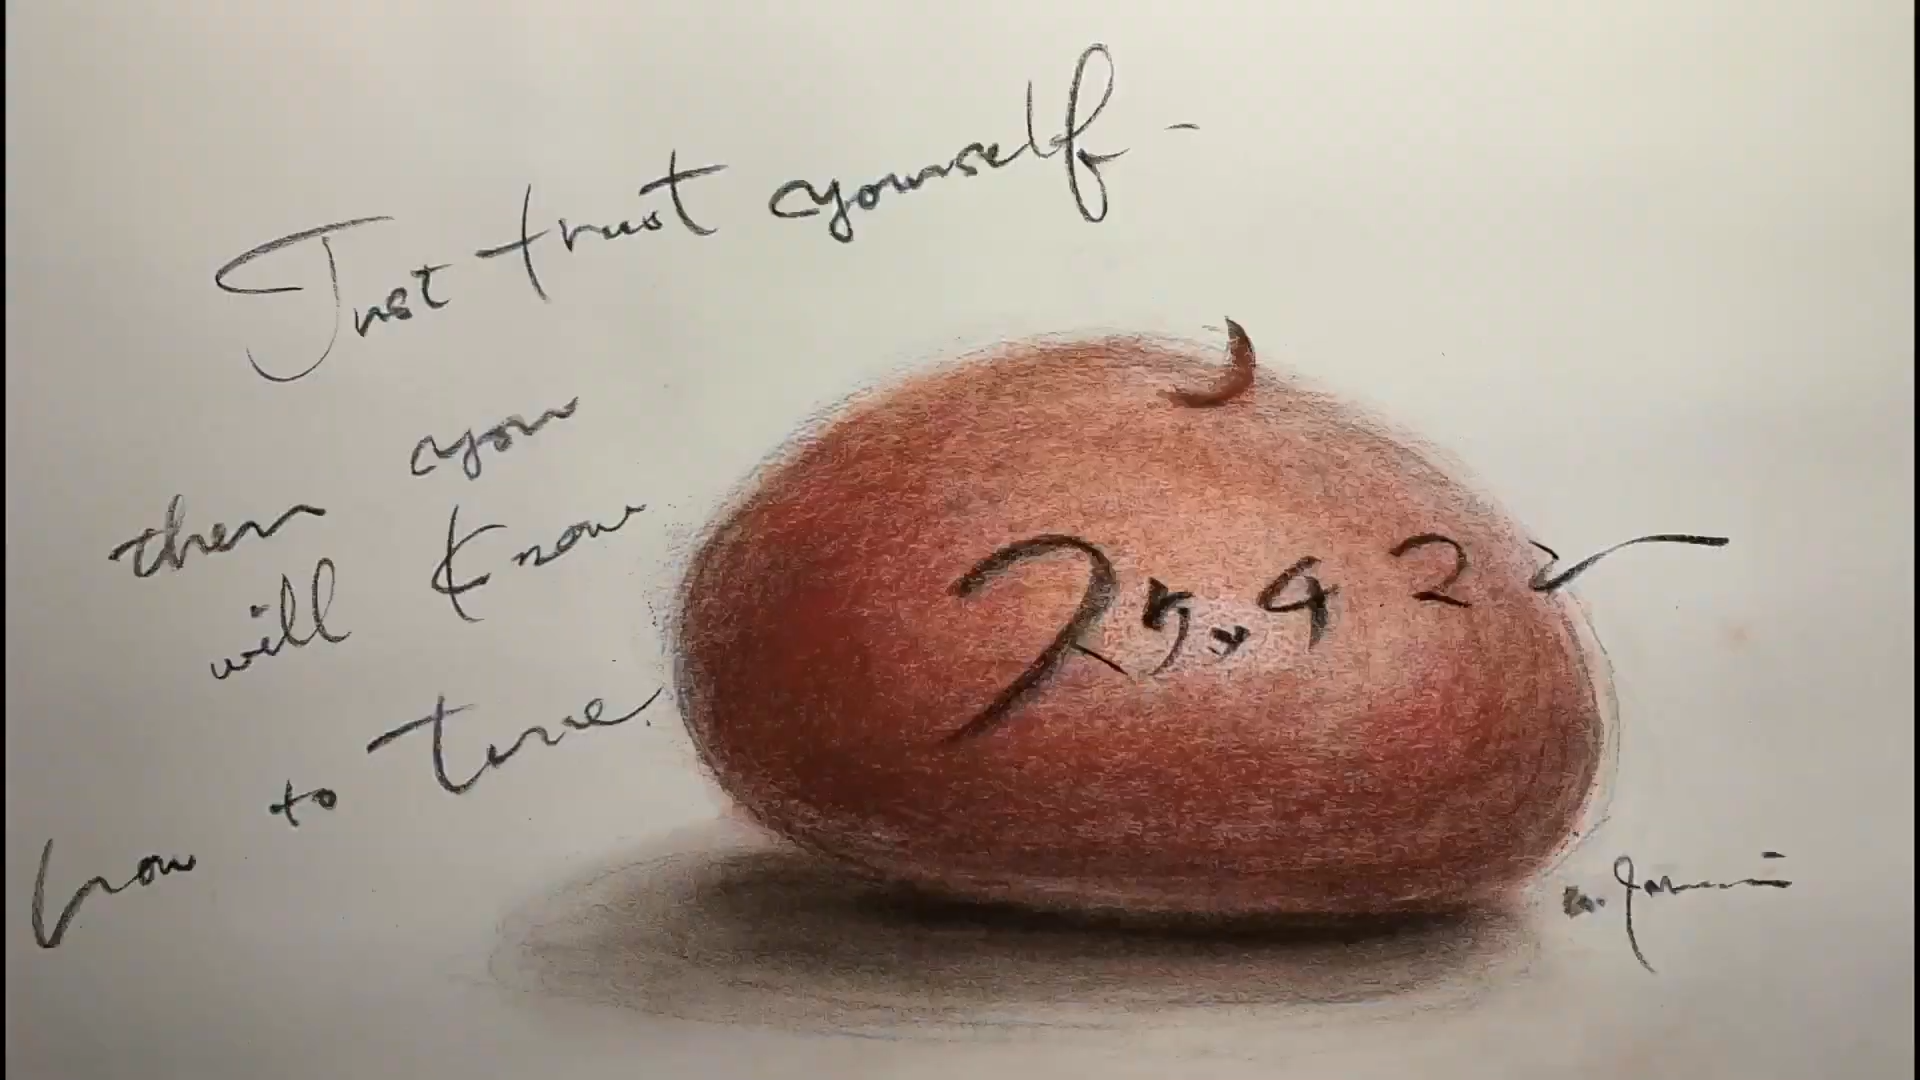 Just trust yourself -
then you
will know
how to live.